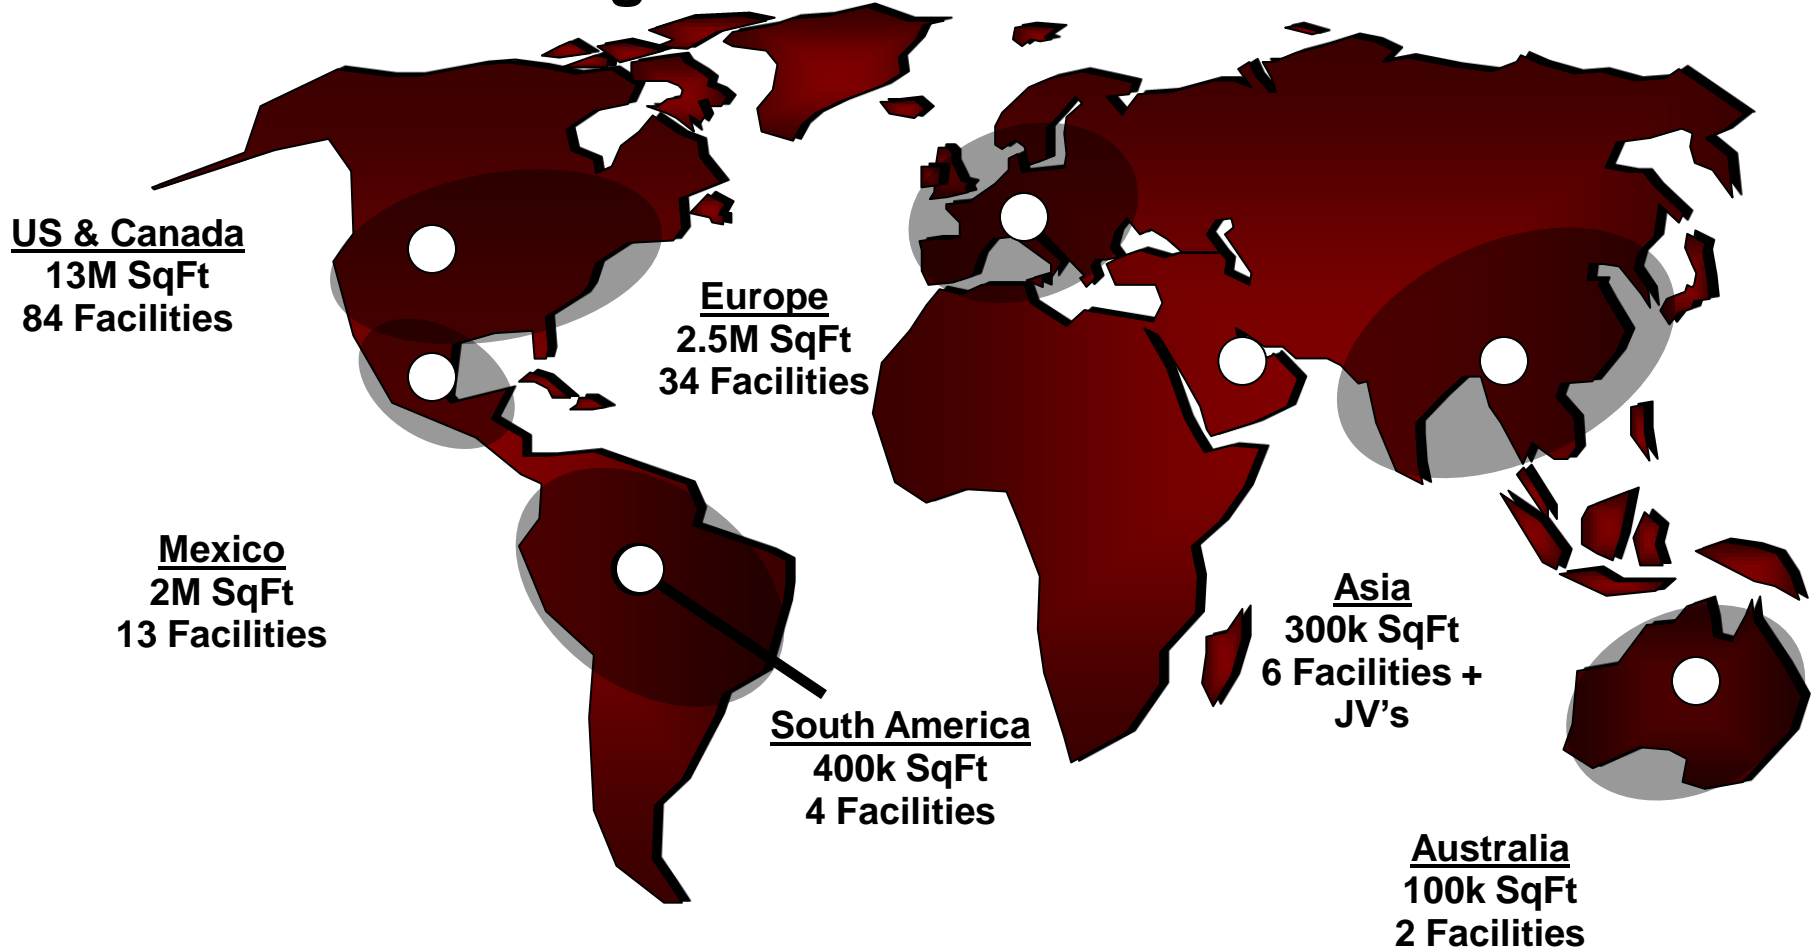 US & Canada
13M SqFt
84 Facilities
Europe
2.5M SqFt
34 Facilities
Mexico
2M SqFt
13 Facilities
Asia
300k SqFt
6 Facilities +
JV's
South America
400k SqFt
4 Facilities
Australia
100k SqFt
2 Facilities